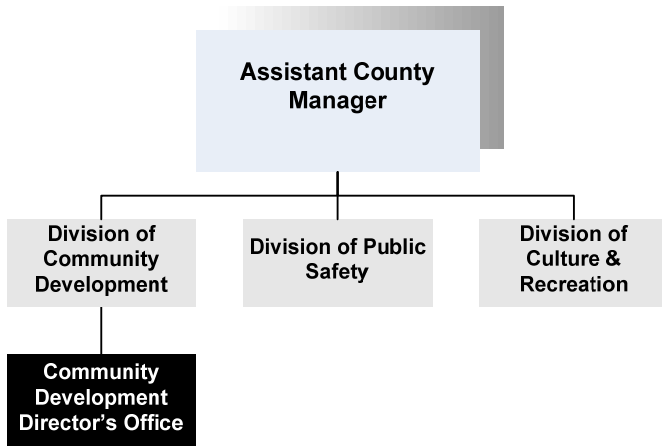 Assistant County
Manager
Division of
Community
Development
Division of Public
Safety
Division of
Culture &
Recreation
Community
Development
Director's Office